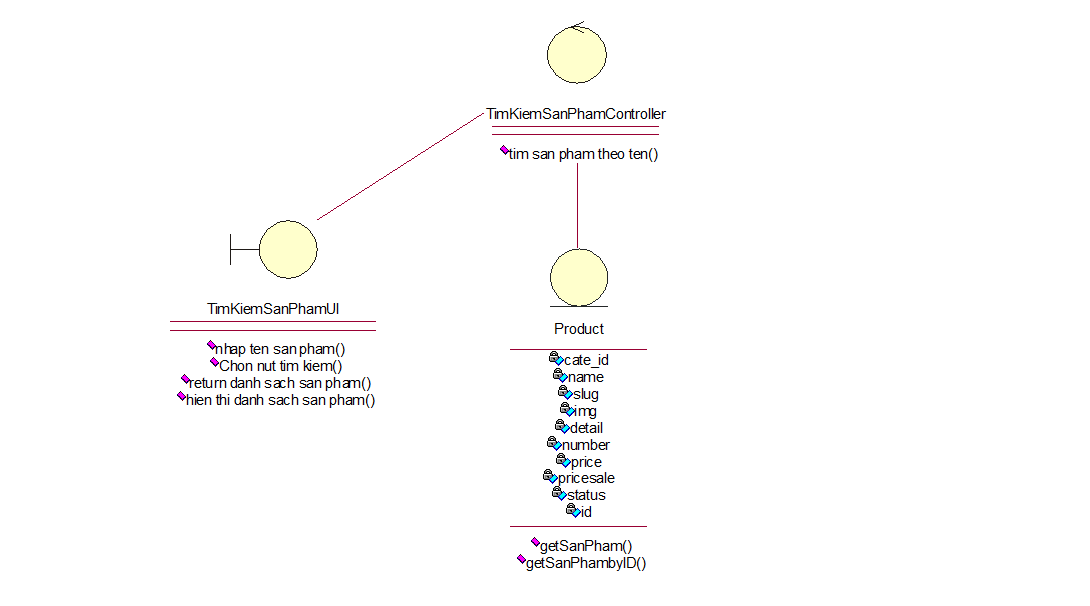 TimKiemSanPhamController
tim san pham theo ten()
TimKiemSanPhamUI
nhap ten san pham()
Chon nut tim kiem()
return danh sach san pham()
hien thi danh sach san pham()
Product
cate_id
name
slug
img
detail
number
price
pricesale
status
id
getSanPham()
getSanPhambyID()